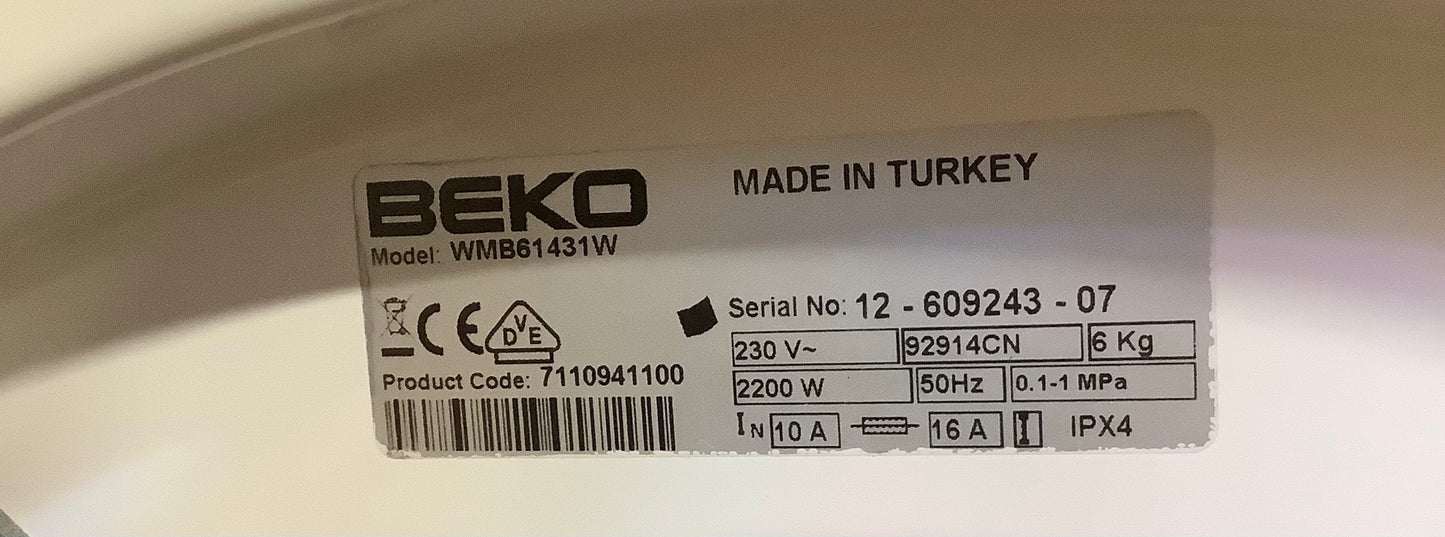 BEKO
MADE IN TURKEY
Model: WMB61431W
CE
DVE
Serial No: 12 - 609243 - 07
230 V~ 92914CN 6 Kg
Product Code: 7110941100
2200 W 50Hz 0.1-1 MPa
IN 10 A 16 A I IPX4